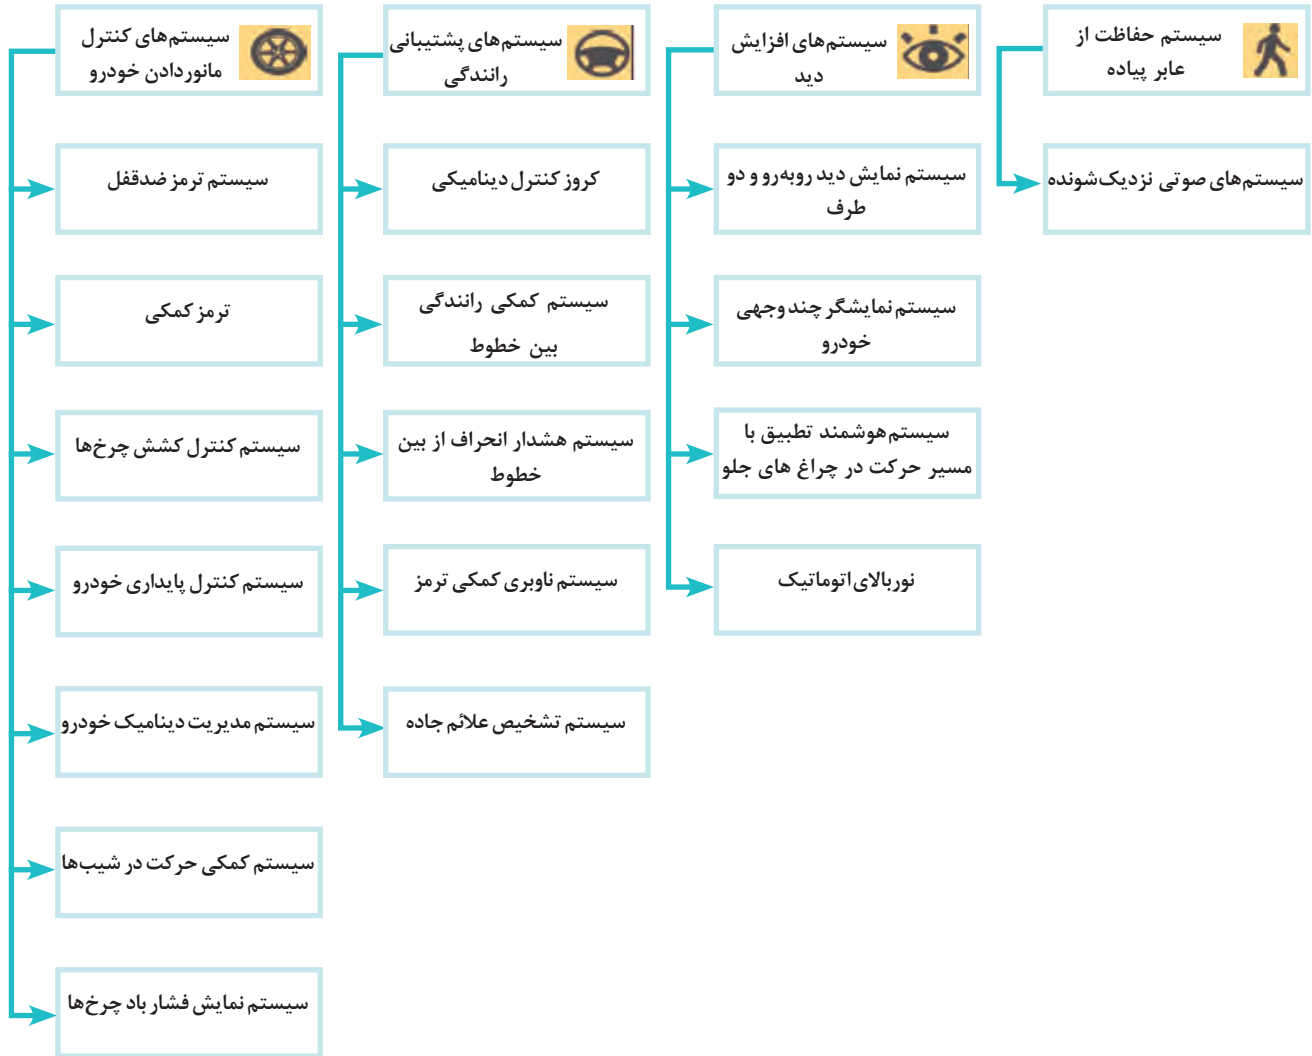 سیستم حفاظت از
عابر پیاده
سیستم‌های صوتی نزدیک‌شونده
سیستم‌های افزایش
دید
سیستم نمایش دید روبه‌رو و دو
طرف
سیستم نمایشگر چند وجهی
خودرو
سیستم هوشمند تطبیق با
مسیر حرکت در چراغ های جلو
نوربالای اتوماتیک
سیستم‌های پشتیبانی
رانندگی
کروز کنترل دینامیکی
سیستم کمکی رانندگی
بین خطوط
سیستم هشدار انحراف از بین
خطوط
سیستم ناوبری کمکی ترمز
سیستم تشخیص علائم جاده
سیستم‌های کنترل
مانوردادن خودرو
سیستم ترمز ضدقفل
ترمز کمکی
سیستم کنترل کشش چرخ‌ها
سیستم کنترل پایداری خودرو
سیستم مدیریت دینامیک خودرو
سیستم کمکی حرکت در شیب‌ها
سیستم نمایش فشار باد چرخ‌ها